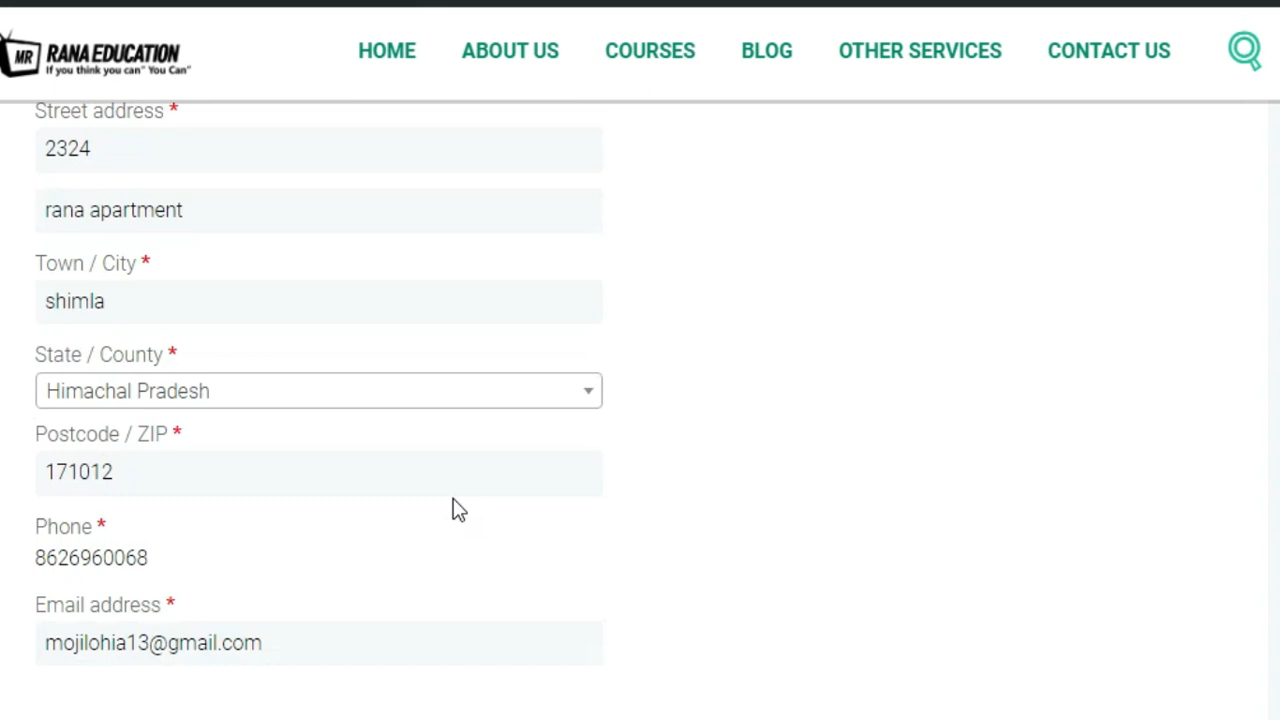 MR RANA EDUCATION
If you think you can" You Can"
HOME ABOUT US COURSES BLOG OTHER SERVICES CONTACT US
Street address *
2324
rana apartment
Town / City *
shimla
State / County *
Himachal Pradesh
Postcode / ZIP *
171012
Phone *
8626960068
Email address *
mojilohia13@gmail.com